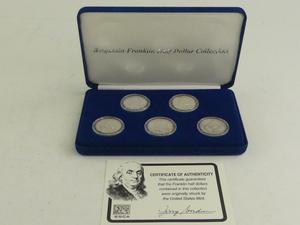 Benjamin Franklin Half Dollar Collection
CERTIFICATE OF AUTHENTICITY
This certificate guarantees
that the Franklin half dollars
contained in this collection
were originally struck by
the United States Mint.